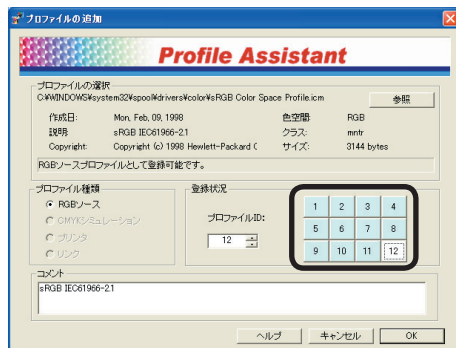 プロファイルの追加
Profile Assistant
プロファイルの選択
C:¥WINDOWS¥system32¥spool¥drivers¥color¥sRGB Color Space Profile.icm
参照
作成日: Mon, Feb, 09, 1998 色空間: RGB
説明: sRGB IEC61966-2.1 クラス: mntr
Copyright: Copyright (c) 1998 Hewlett-Packard C サイズ: 3144 bytes
RGBソースプロファイルとして登録可能です。
プロファイル種類
RGBソース
CMYKシミュレーション
プリンタ
リンク
登録状況
プロファイルID:
12
1 2 3 4
5 6 7 8
9 10 11 12
コメント
sRGB IEC61966-2.1
ヘルプ キャンセル OK